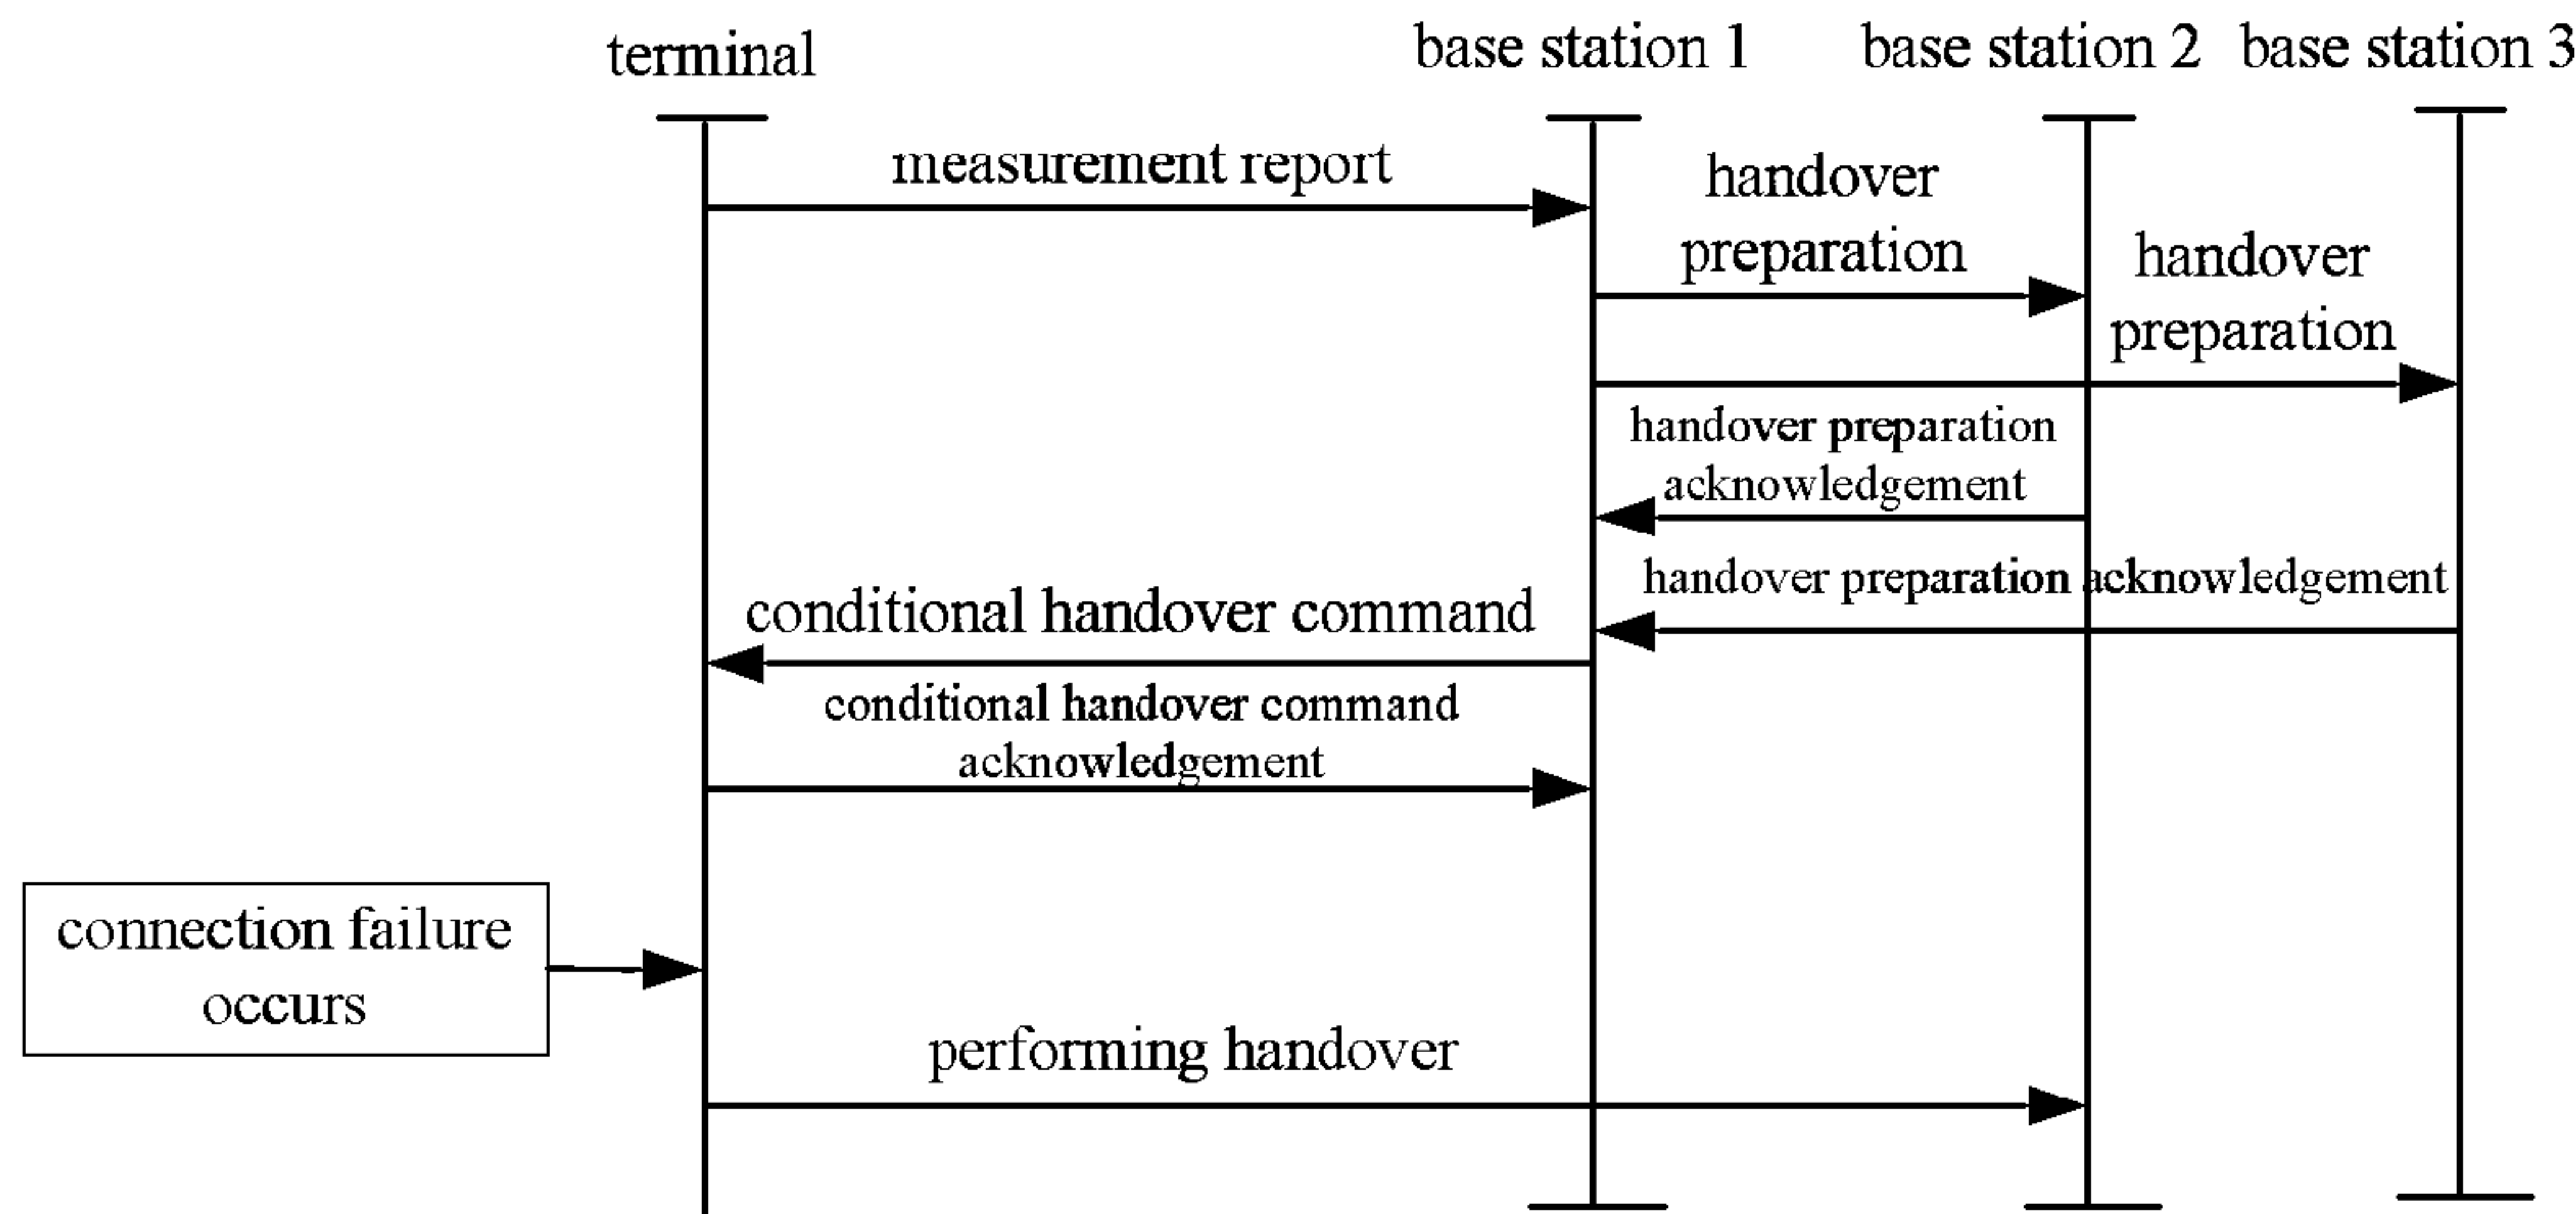 terminal
base station 1
base station 2
base station 3
measurement report
handover
preparation
handover
preparation
handover preparation
acknowledgement
handover preparation acknowledgement
conditional handover command
conditional handover command
acknowledgement
connection failure
occurs
performing handover